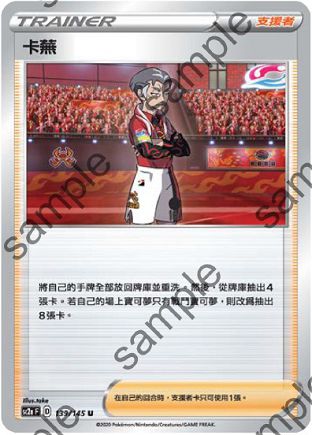 TRAINER
支援者
卡蕪
將自己的手牌全部放回牌庫並重洗。然後，從牌庫抽出4
張卡。若自己的場上寶可夢只有戰鬥寶可夢，則改為抽出
8張卡。
Illus.take
sc2a F D 139/145 U
在自己的回合時，支援者卡只可使用1張。
©2020 Pokémon/Nintendo/Creatures/GAME FREAK.
sample
sample
sample
sample
sample
sample